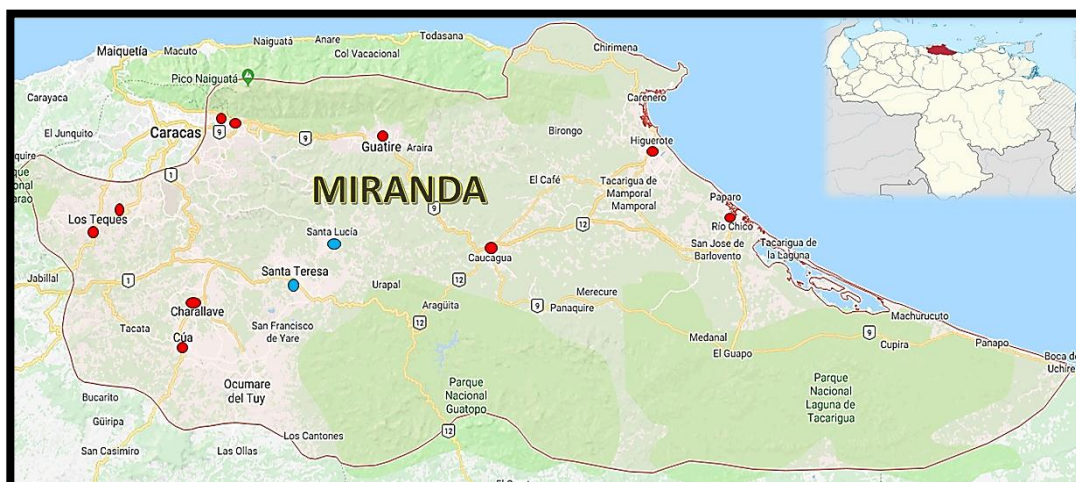 Todasana
Naiguatá
Anare
Macuto
Col Vacacional
Chirimena
Maiquetía
Pico Naiguatá
Carayaca
Carenero
El Junquito
Caracas
9
9
Birongo
Higuerote
Guatire
Araira
1
El Café
Tacarigua de
Mamporal
Mamporal
MIRANDA
9
Paparo
Los Teques
12
Río Chico
Santa Lucía
San Jose de
Barlovento
Tacarigua de
la Laguna
Caucagua
Jabillal
1
Santa Teresa
Urapal
Merecure
Aragüita
9
Panaquire
Machurucuto
Charallave
12
Tacata
San Francisco
de Yare
Medanal
9
Cúa
El Guapo
Cupira
Panapo
Boca de
Uchire
Ocumare
del Tuy
Parque
Nacional
Guatopo
Parque
Nacional
Laguna de
Tacarigua
Bucarito
Güiripa
Los Cantones
12
San Casimiro
Las Ollas